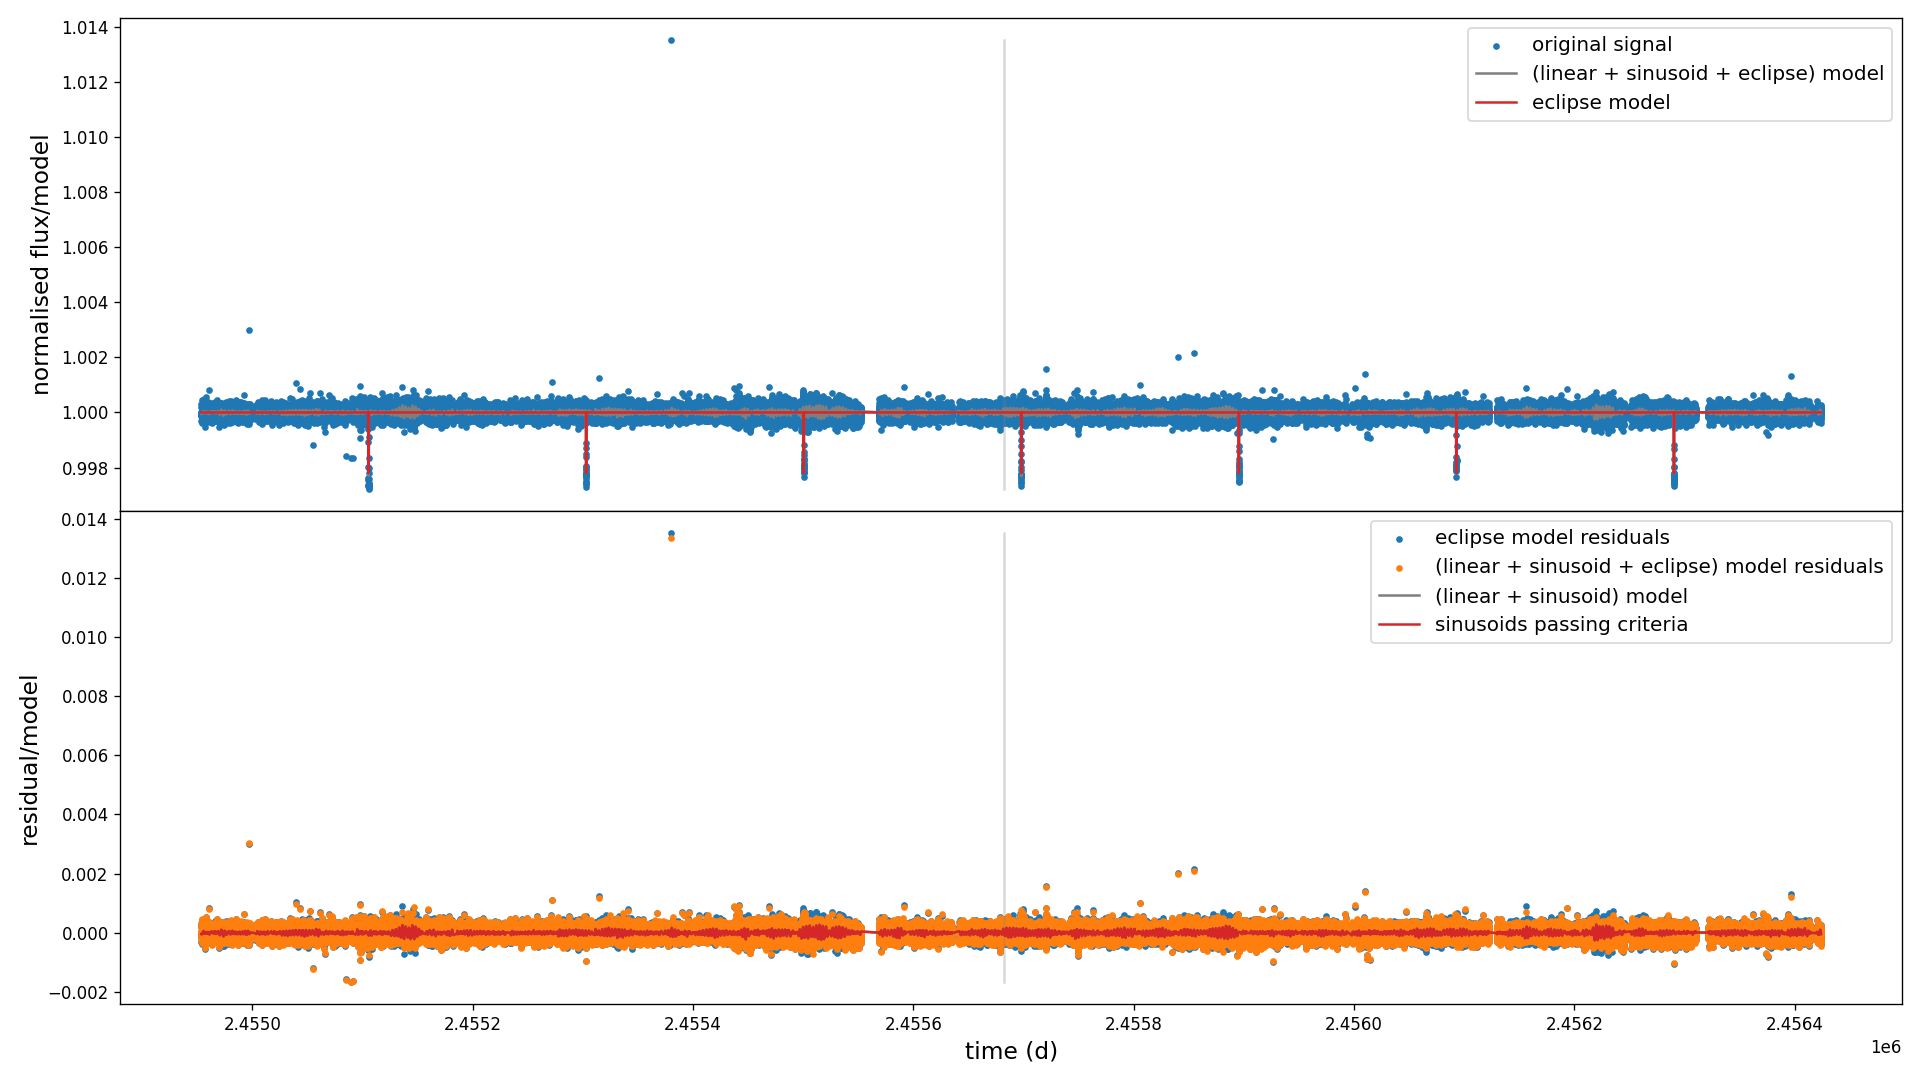 1.014
1.012
1.010
1.008
1.006
1.004
1.002
1.000
0.998
normalised flux/model
original signal
(linear + sinusoid + eclipse) model
eclipse model
0.014
0.012
0.010
0.008
0.006
0.004
0.002
0.000
−0.002
residual/model
eclipse model residuals
(linear + sinusoid + eclipse) model residuals
(linear + sinusoid) model
sinusoids passing criteria
2.4550 2.4552 2.4554 2.4556 2.4558 2.4560 2.4562 2.4564
time (d)
1e6